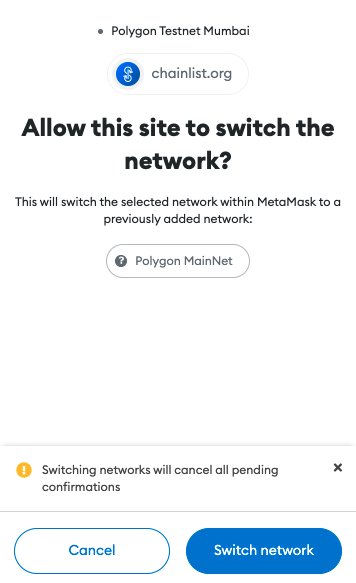 Polygon Testnet Mumbai
chainlist.org
Allow this site to switch the
network?
This will switch the selected network within MetaMask to a
previously added network:
? Polygon MainNet
Switching networks will cancel all pending
confirmations
Cancel
Switch network